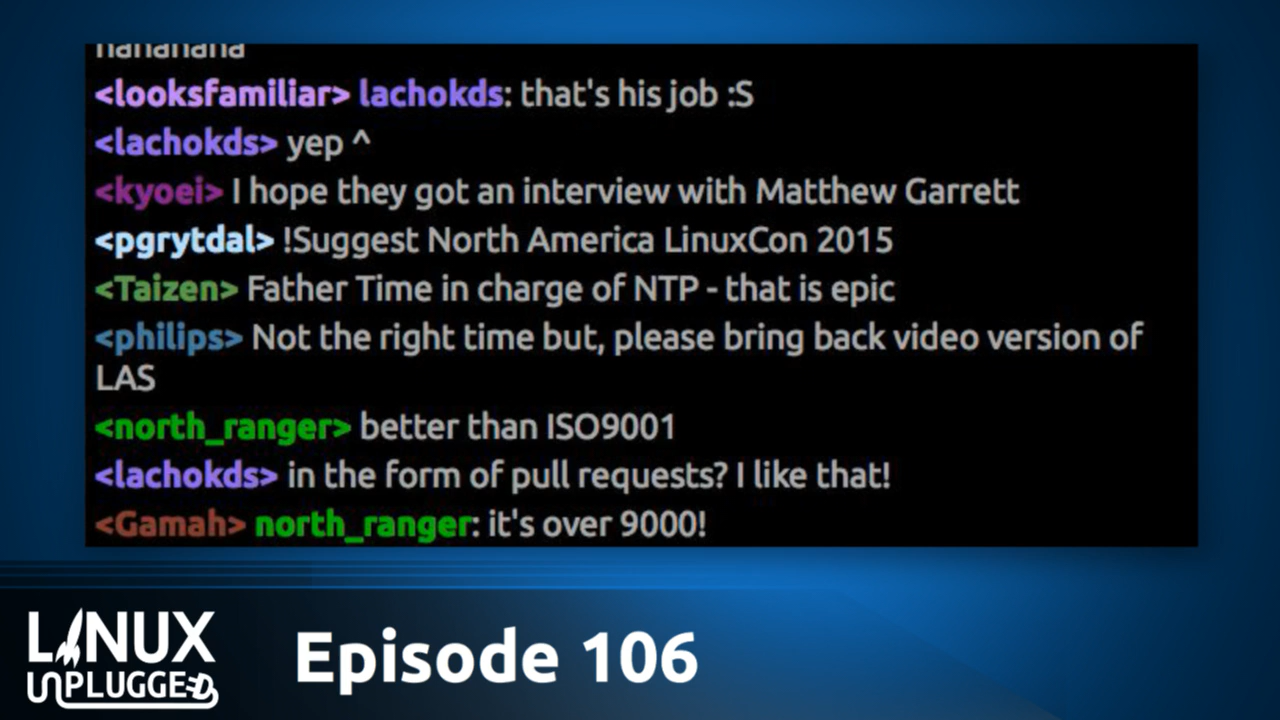 hahahaha
<looksfamiliar> lachokds: that's his job :S
<lachokds> yep ^
<kyoei> I hope they got an interview with Matthew Garrett
<pgrytdal> !Suggest North America LinuxCon 2015
<Taizen> Father Time in charge of NTP - that is epic
<philips> Not the right time but, please bring back video version of
LAS
<north_ranger> better than ISO9001
<lachokds> in the form of pull requests? I like that!
<Gamah> north_ranger: it's over 9000!
LINUX
UNPLUGGED
Episode 106